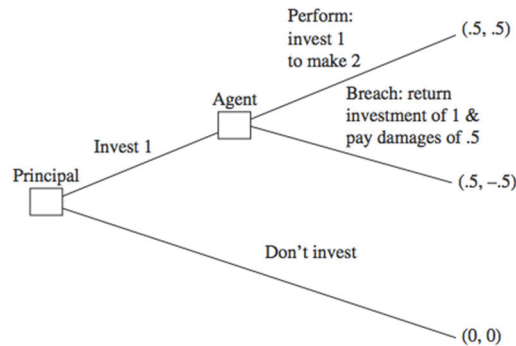 Perform:
invest 1
to make 2
(.5, .5)
Agent
Breach: return
investment of 1 &
pay damages of .5
Invest 1
Principal
(.5, –.5)
Don't invest
(0, 0)